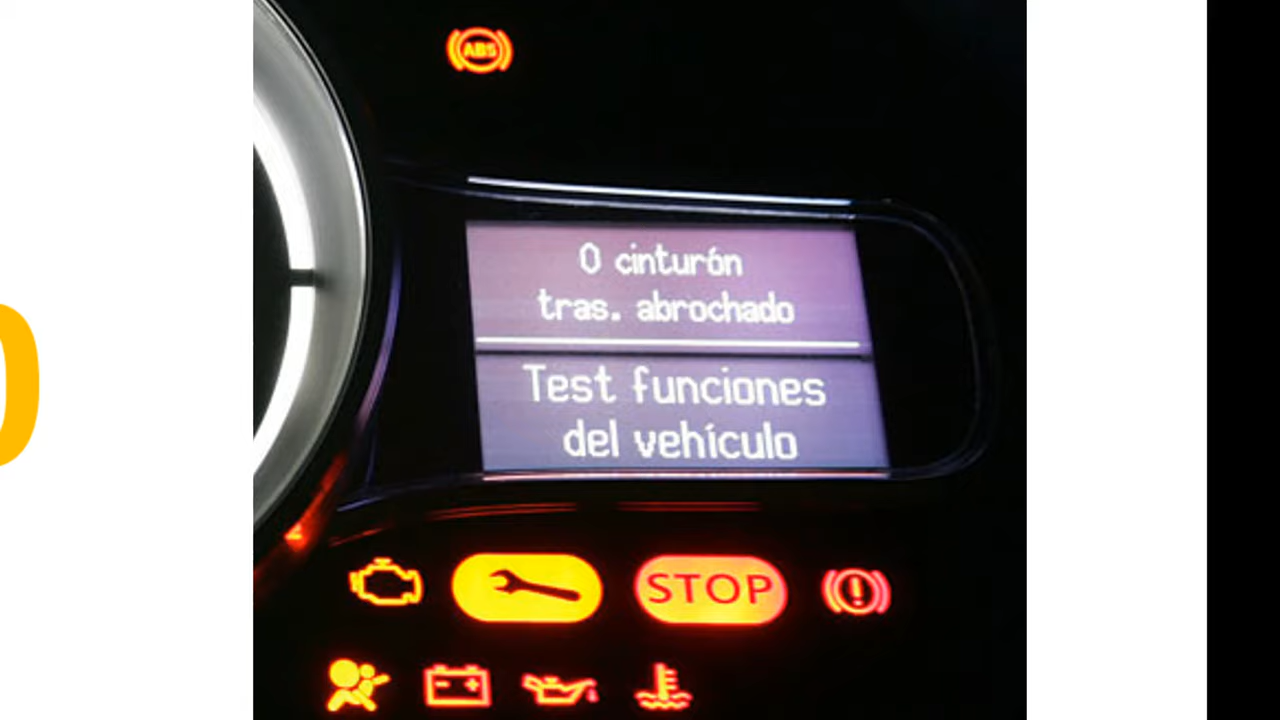 ABS
0 cinturón
tras. abrochado
Test funciones
del vehículo
STOP